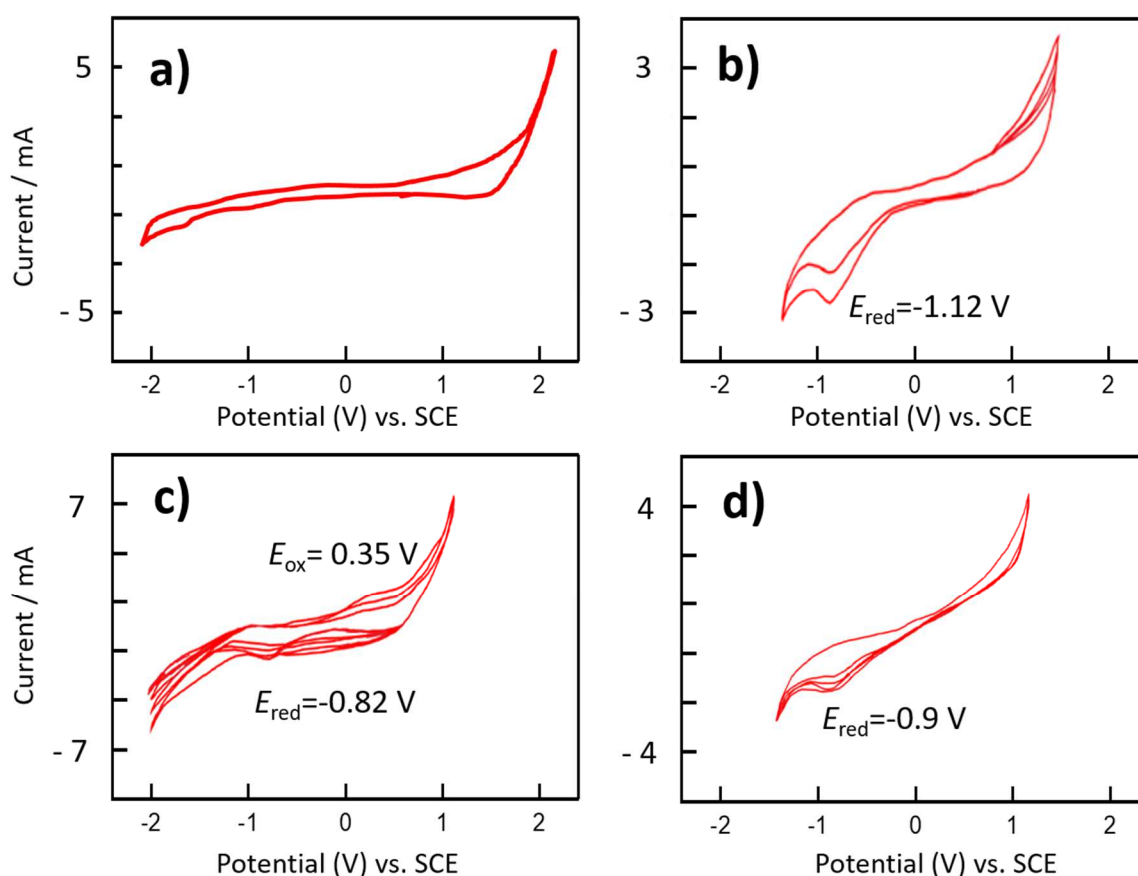 a)
5
- 5
Current / mA
-2 -1 0 1 2
Potential (V) vs. SCE
b)
3
- 3
E_red=-1.12 V
-2 -1 0 1 2
Potential (V) vs. SCE
c)
7
- 7
Current / mA
E_ox= 0.35 V
E_red=-0.82 V
-2 -1 0 1 2
Potential (V) vs. SCE
d)
4
- 4
E_red=-0.9 V
-2 -1 0 1 2
Potential (V) vs. SCE